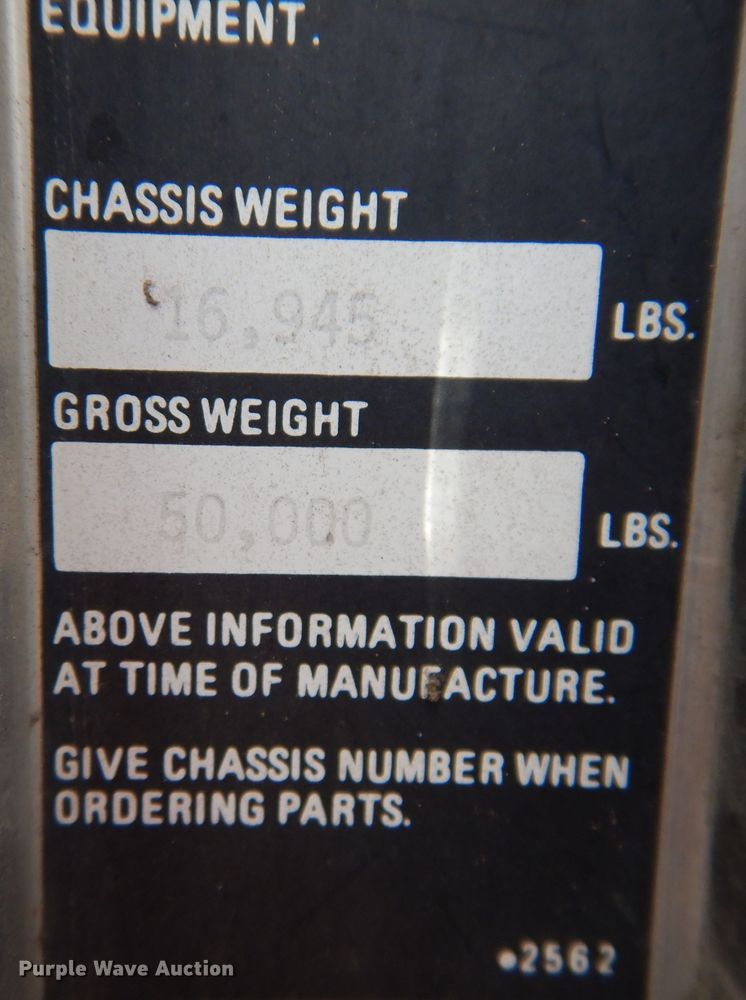 EQUIPMENT.
CHASSIS WEIGHT
16,945 LBS.
GROSS WEIGHT
50,000 LBS.
ABOVE INFORMATION VALID
AT TIME OF MANUFACTURE.
GIVE CHASSIS NUMBER WHEN
ORDERING PARTS.
•2562
Purple Wave Auction